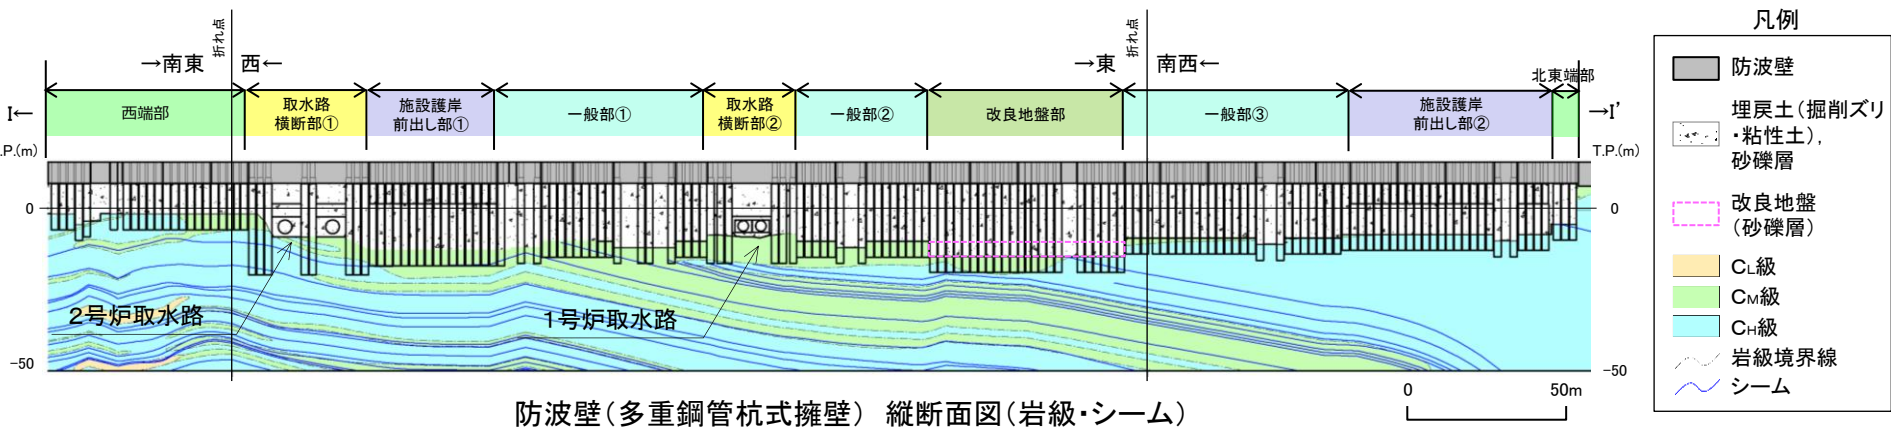 折れ点
折れ点
凡例
→南東
西←
→東
南西←
北東端部
I←
西端部
取水路
横断部①
施設護岸
前出し部①
一般部①
取水路
横断部②
一般部②
改良地盤部
一般部③
施設護岸
前出し部②
→I'
.P.(m)
T.P.(m)
0
0
2号炉取水路
1号炉取水路
-50
-50
0
50m
防波壁(多重鋼管杭式擁壁) 縦断面図(岩級・シーム)
防波壁
埋戻土(掘削ズリ
・粘性土),
砂礫層
改良地盤
(砂礫層)
CL級
CM級
CH級
岩級境界線
シーム